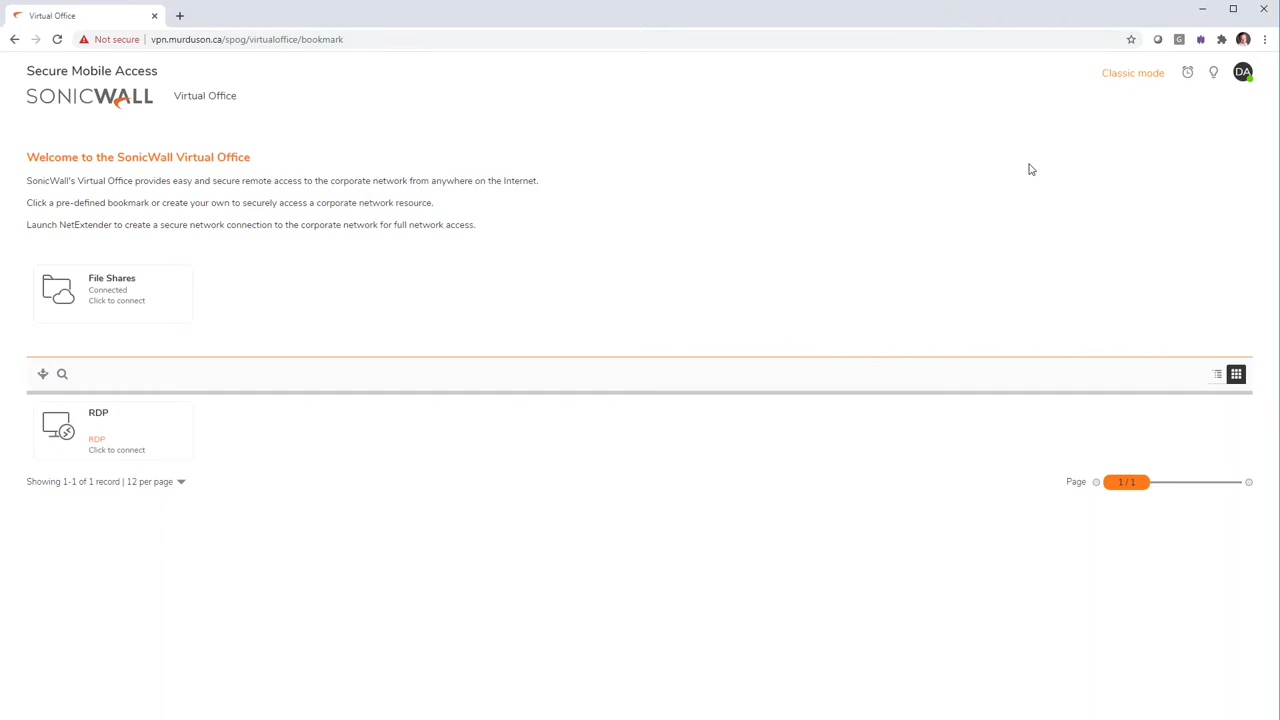 Virtual Office
Not secure
vpn.murduson.ca/spog/virtualoffice/bookmark
G
Secure Mobile Access
Classic mode
DA
SONICWALL
Virtual Office
Welcome to the SonicWall Virtual Office
SonicWall's Virtual Office provides easy and secure remote access to the corporate network from anywhere on the Internet.
Click a pre-defined bookmark or create your own to securely access a corporate network resource.
Launch NetExtender to create a secure network connection to the corporate network for full network access.
File Shares
Connected
Click to connect
RDP
RDP
Click to connect
Showing 1-1 of 1 record | 12 per page
Page
1 / 1